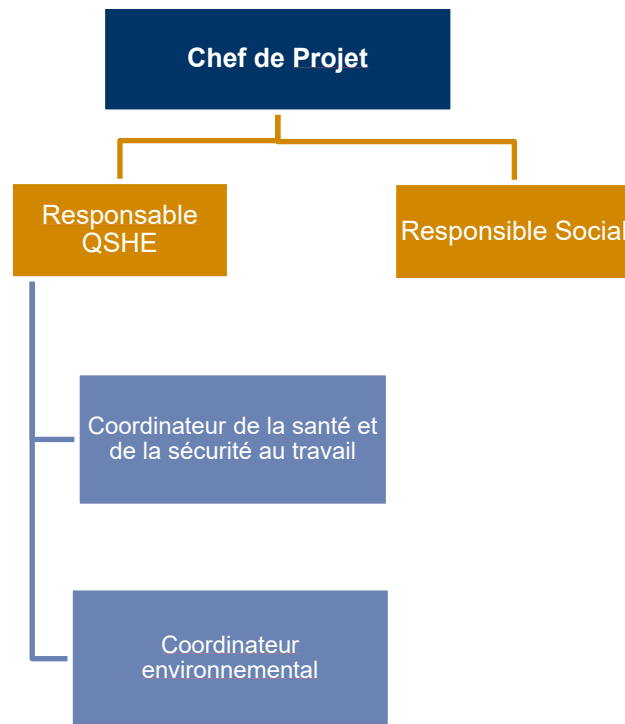 Chef de Projet
Responsable
QSHE
Responsible Social
Coordinateur de la santé et
de la sécurité au travail
Coordinateur
environnemental